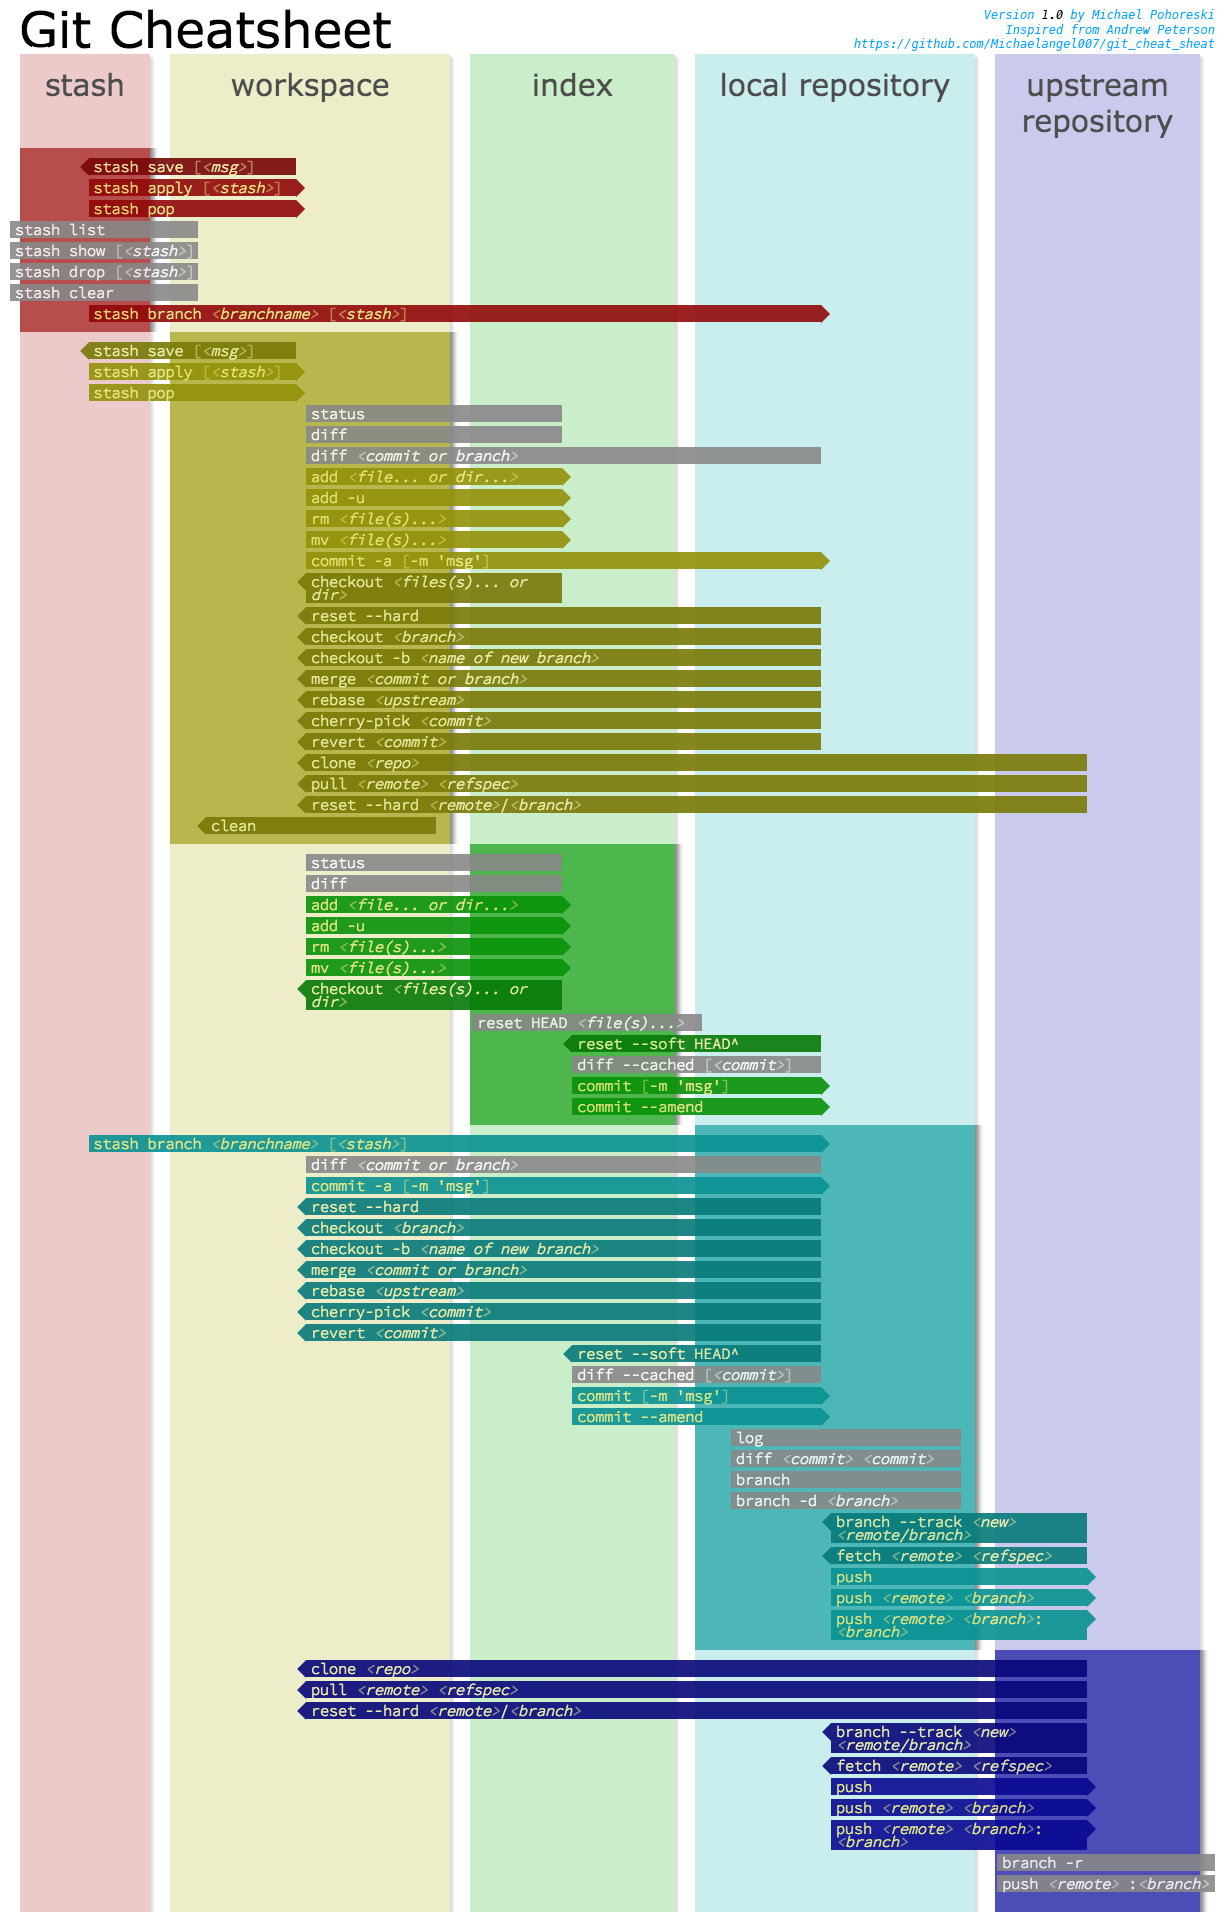 Git Cheatsheet
Version 1.0 by Michael Pohoreski
Inspired from Andrew Peterson
https://github.com/Michaelangel007/git_cheat_sheat
stash
workspace
index
local repository
upstream
repository
stash save [<msg>]
stash apply [<stash>]
stash pop
stash list
stash show [<stash>]
stash drop [<stash>]
stash clear
stash branch <branchname> [<stash>]
stash save [<msg>]
stash apply [<stash>]
stash pop
status
diff
diff <commit or branch>
add <file... or dir...>
add -u
rm <file(s)...>
mv <file(s)...>
commit -a [-m 'msg']
checkout <files(s)... or
dir>
reset --hard
checkout <branch>
checkout -b <name of new branch>
merge <commit or branch>
rebase <upstream>
cherry-pick <commit>
revert <commit>
clone <repo>
pull <remote> <refspec>
reset --hard <remote>/<branch>
clean
status
diff
add <file... or dir...>
add -u
rm <file(s)...>
mv <file(s)...>
checkout <files(s)... or
dir>
reset HEAD <file(s)...>
reset --soft HEAD^
diff --cached [<commit>]
commit [-m 'msg']
commit --amend
stash branch <branchname> [<stash>]
diff <commit or branch>
commit -a [-m 'msg']
reset --hard
checkout <branch>
checkout -b <name of new branch>
merge <commit or branch>
rebase <upstream>
cherry-pick <commit>
revert <commit>
reset --soft HEAD^
diff --cached [<commit>]
commit [-m 'msg']
commit --amend
log
diff <commit> <commit>
branch
branch -d <branch>
branch --track <new>
<remote/branch>
fetch <remote> <refspec>
push
push <remote> <branch>
push <remote> <branch>:
<branch>
clone <repo>
pull <remote> <refspec>
reset --hard <remote>/<branch>
branch --track <new>
<remote/branch>
fetch <remote> <refspec>
push
push <remote> <branch>
push <remote> <branch>:
<branch>
branch -r
push <remote> :<branch>